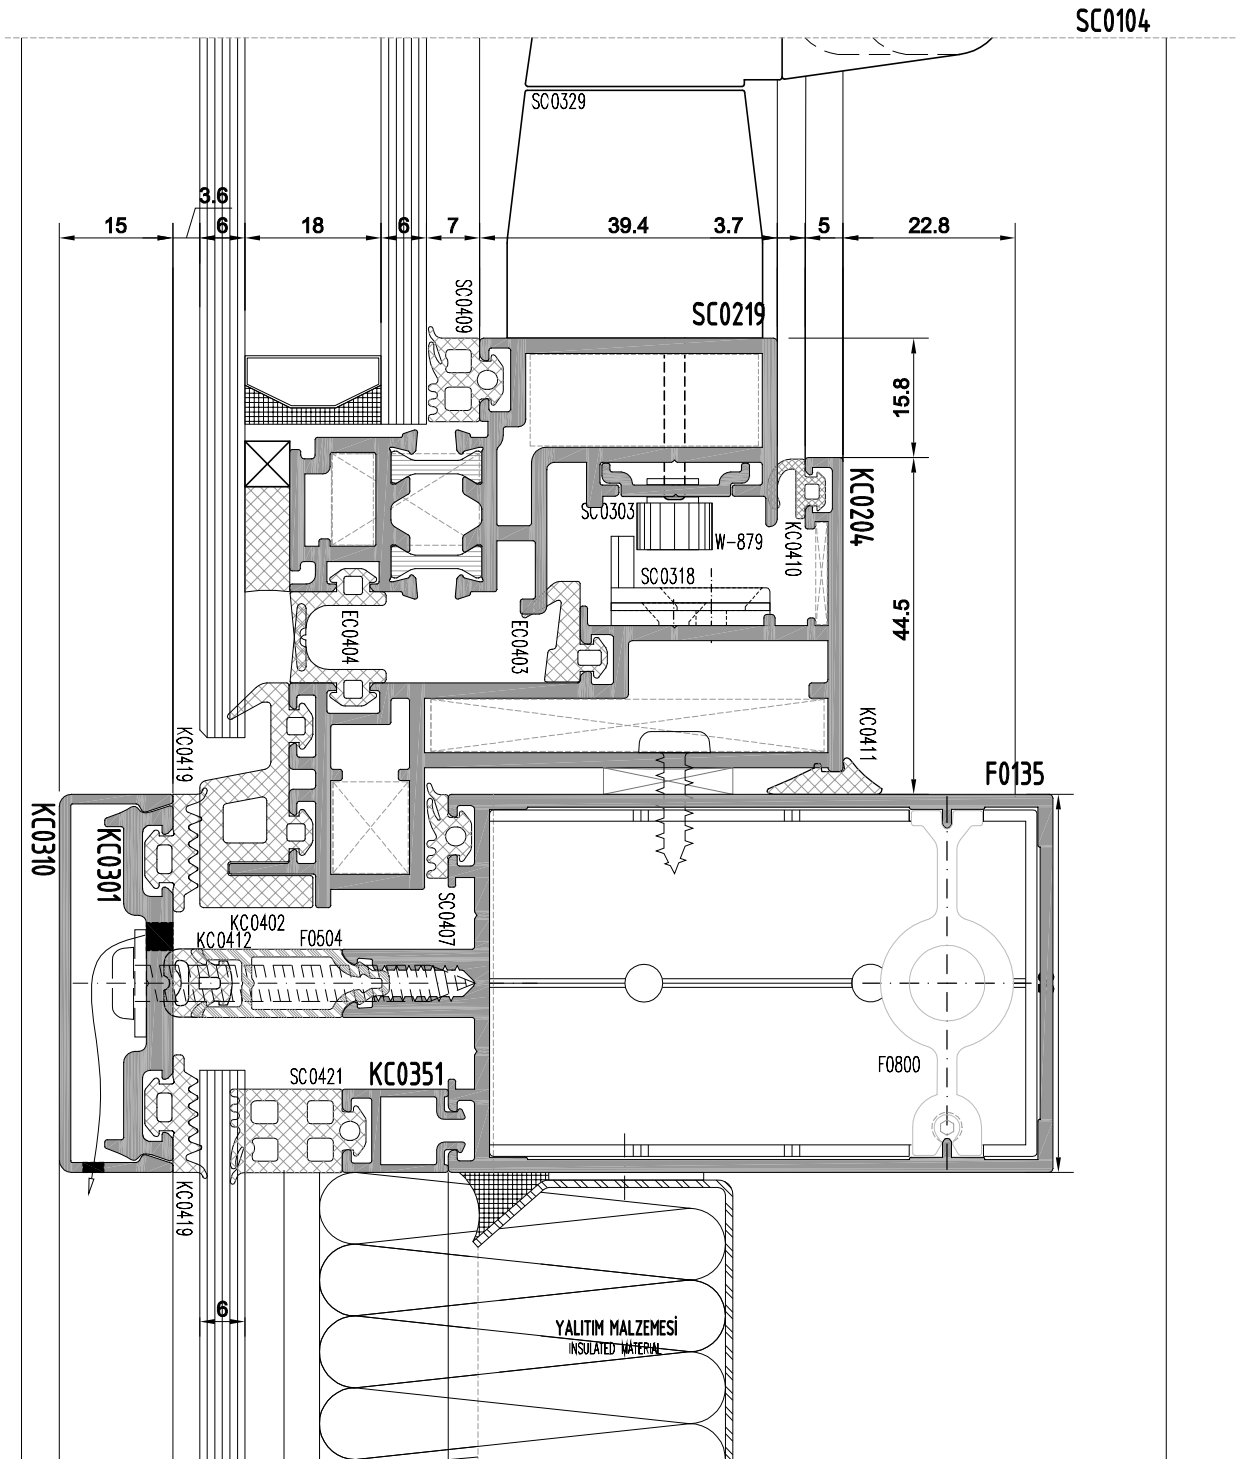 SC0104
SC0329
3.6
15
6
18
6
7
39.4
3.7
5
22.8
SC0409
SC0219
15.8
KC0204
SC0303
W-879
KC0410
SC0318
EC0404
EC0403
44.5
KC0419
KC0411
F0135
KC0310
KC0301
KC0402
KC0412
F0504
SC0407
F0800
SC0421
KC0351
KC0419
6
YALITIM MALZEMESİ
INSULATED MATERIAL